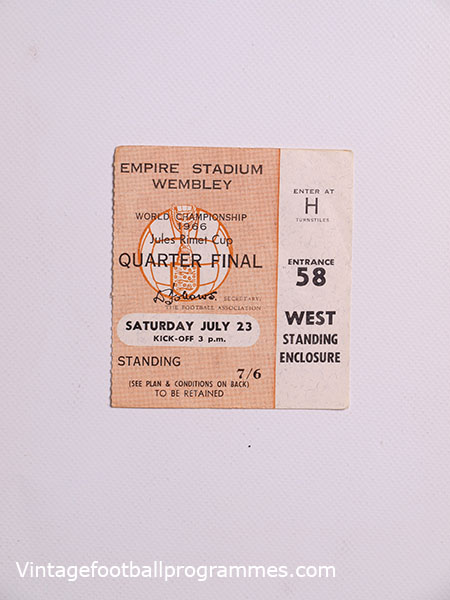 EMPIRE STADIUM
WEMBLEY
WORLD CHAMPIONSHIP
1966
Jules Rimet Cup
QUARTER FINAL
SECRETARY,
THE FOOTBALL ASSOCIATION
SATURDAY JULY 23
KICK-OFF 3 p.m.
STANDING
7/6
(SEE PLAN & CONDITIONS ON BACK)
TO BE RETAINED
ENTER AT
H
TURNSTILES
ENTRANCE
58
WEST
STANDING
ENCLOSURE
Vintagefootballprogrammes.com